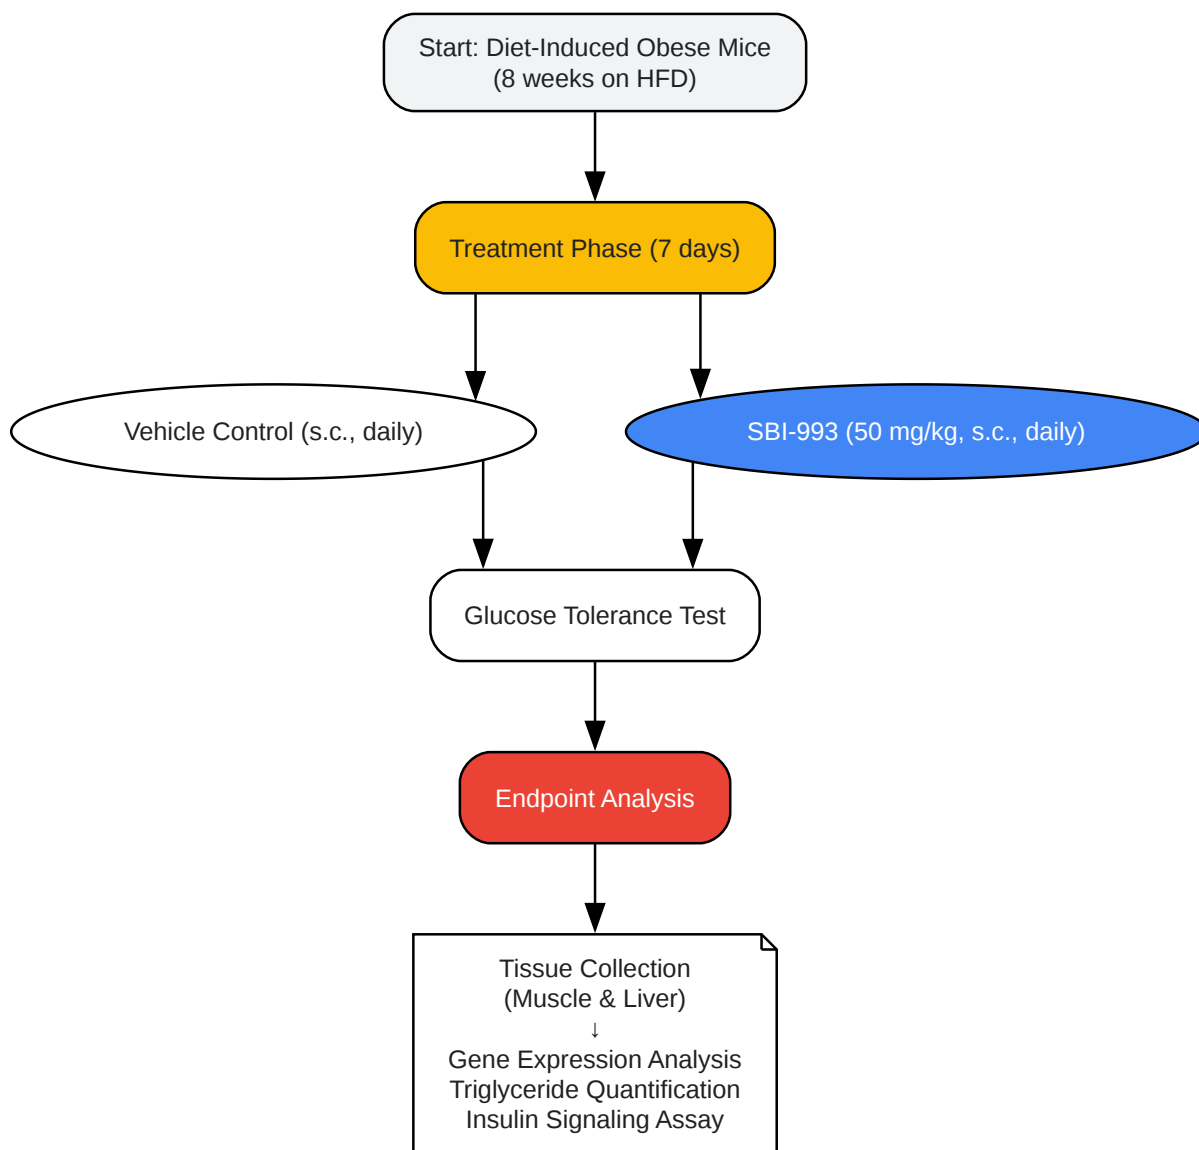 Start: Diet-Induced Obese Mice
(8 weeks on HFD)
Treatment Phase (7 days)
Vehicle Control (s.c., daily)
SBI-993 (50 mg/kg, s.c., daily)
Glucose Tolerance Test
Endpoint Analysis
Tissue Collection
(Muscle & Liver)
↓
Gene Expression Analysis
Triglyceride Quantification
Insulin Signaling Assay